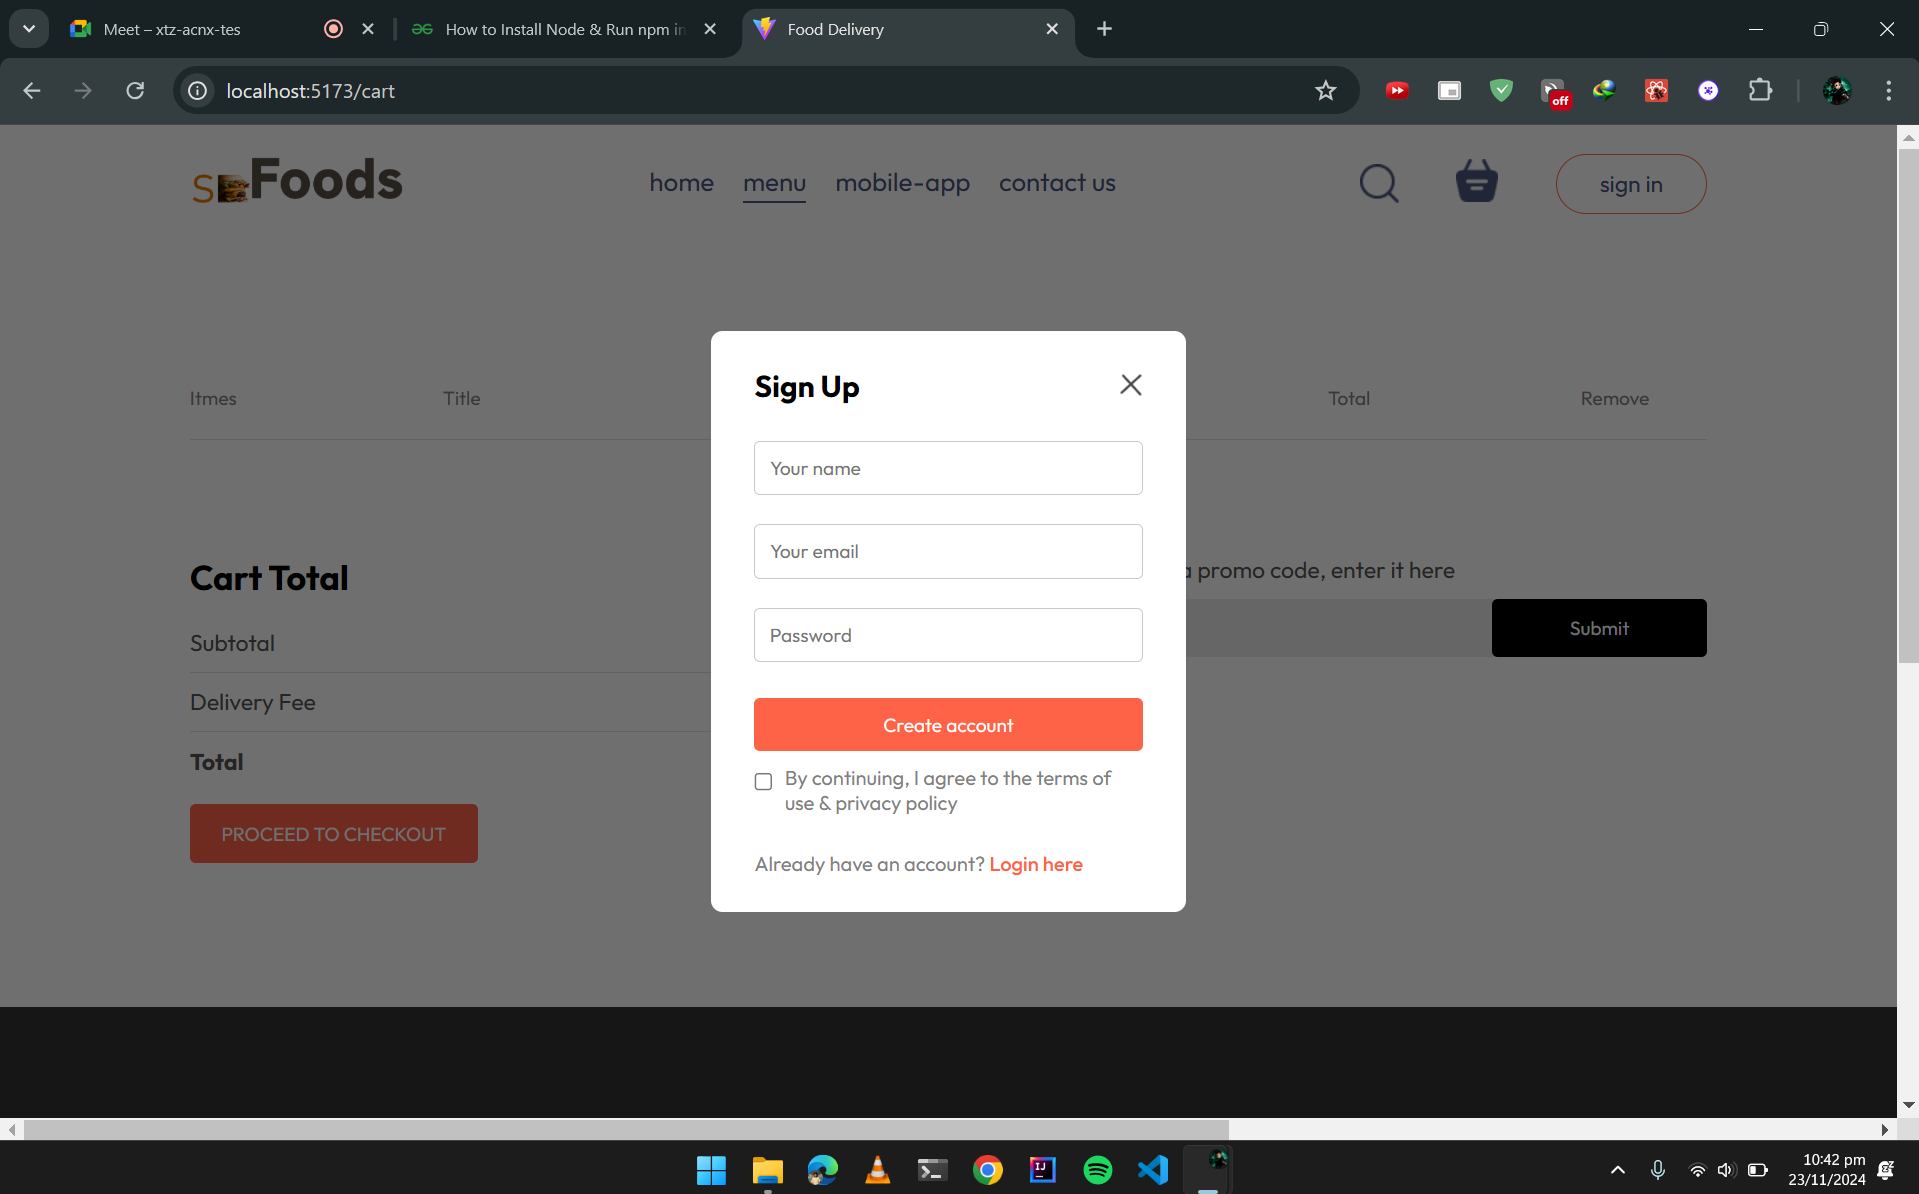 Meet – xtz-acnx-tes
How to Install Node & Run npm in
Food Delivery
localhost:5173/cart
off
S Foods
home
menu
mobile-app
contact us
sign in
Sign Up
Itmes
Title
Total
Remove
Your name
Your email
Password
Create account
By continuing, I agree to the terms of
use & privacy policy
Already have an account? Login here
Cart Total
Subtotal
Delivery Fee
Total
PROCEED TO CHECKOUT
a promo code, enter it here
Submit
IJ
10:42 pm
23/11/2024